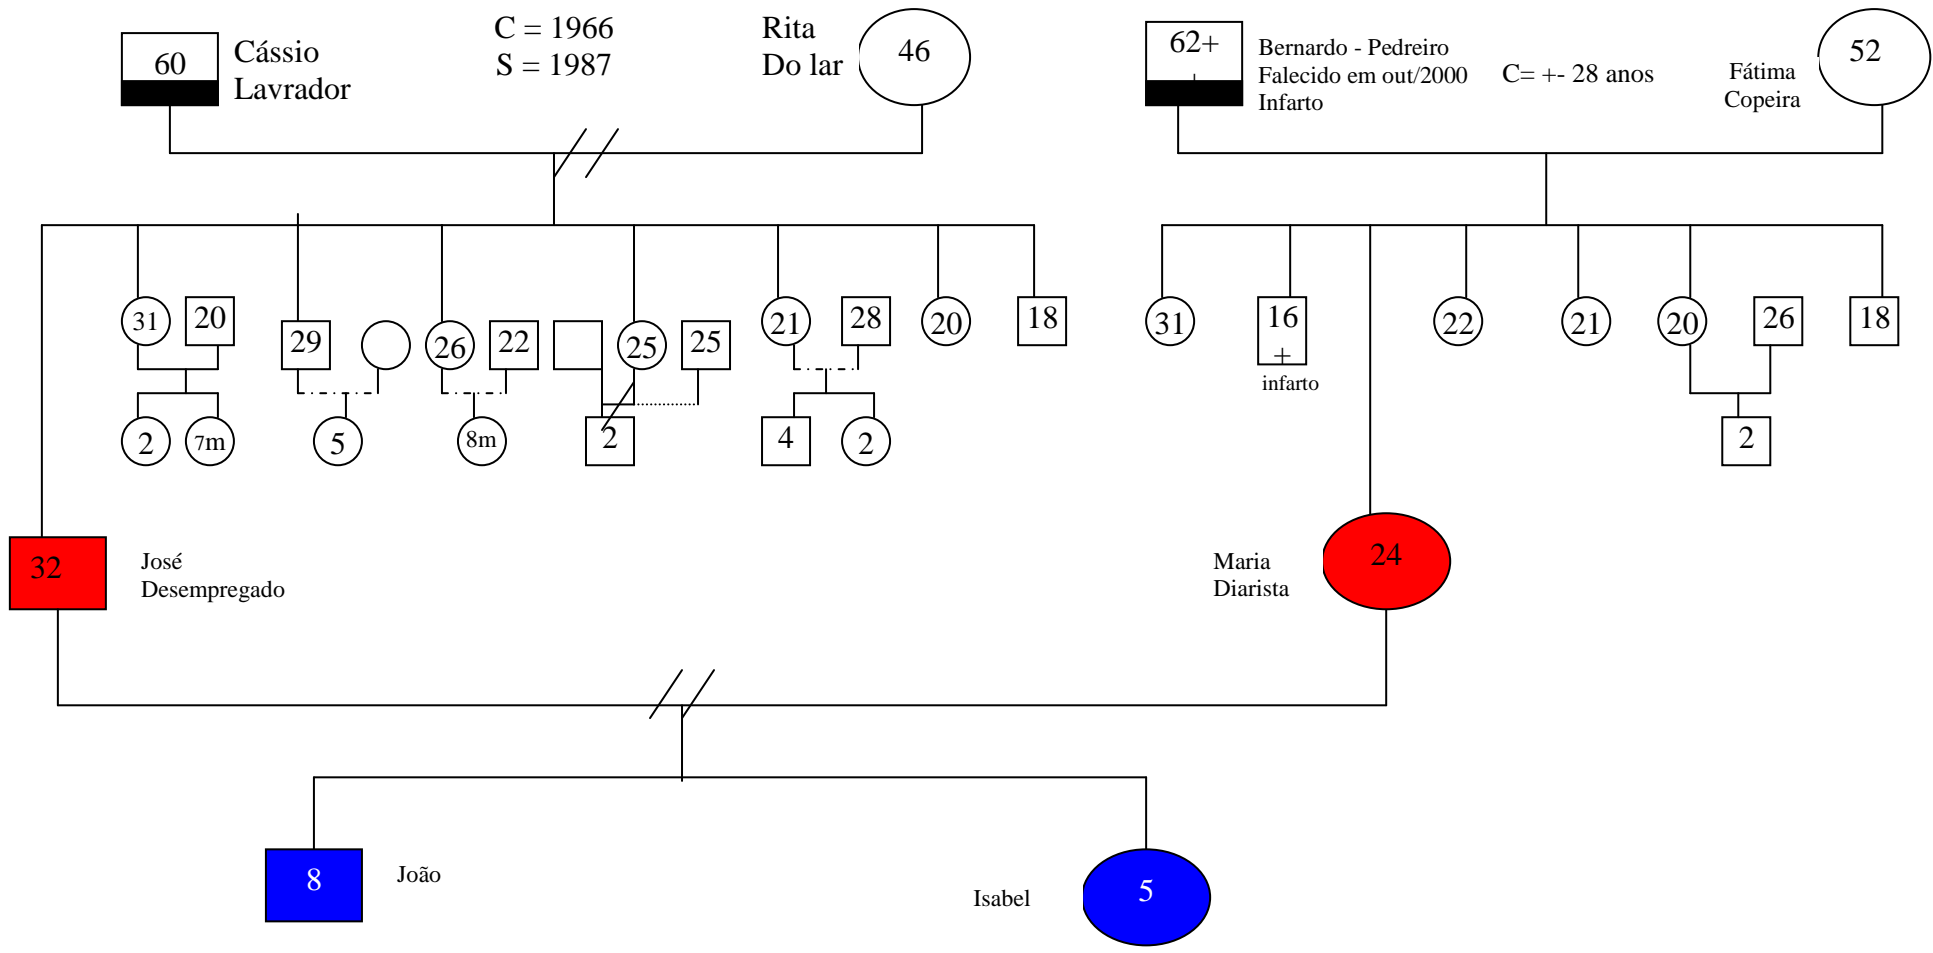 60
Cássio
Lavrador
C = 1966
S = 1987
Rita
Do lar
46
62+
+
Bernardo - Pedreiro
Falecido em out/2000
Infarto
C= +- 28 anos
Fátima
Copeira
52
31
20
29
26
22
25
25
21
28
20
18
31
16
+
infarto
22
21
20
26
18
2
7m
5
8m
2
4
2
2
32
José
Desempregado
Maria
Diarista
24
8
João
Isabel
5